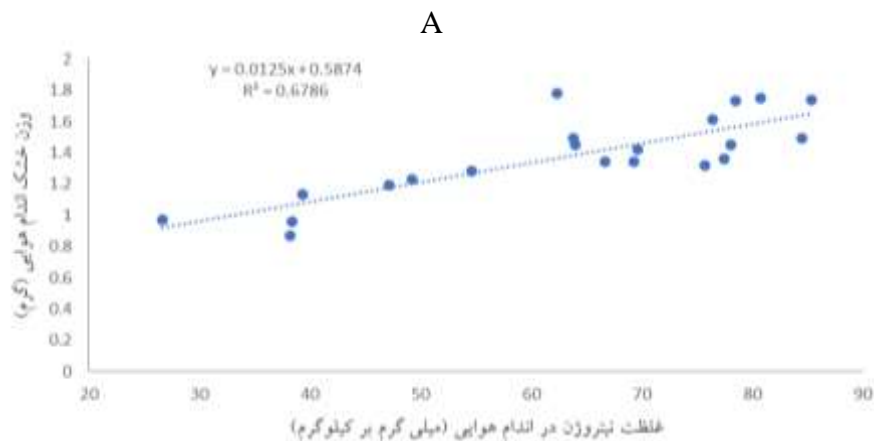 A
y = 0.0125x + 0.5874
R² = 0.6786
2
1.8
1.6
1.4
1.2
1
0.8
0.6
0.4
0.2
0
وزن خشک اندام هوایی (گرم)
20 30 40 50 60 70 80 90
غلظت نیتروژن در اندام هوایی (میلی گرم بر کیلوگرم)